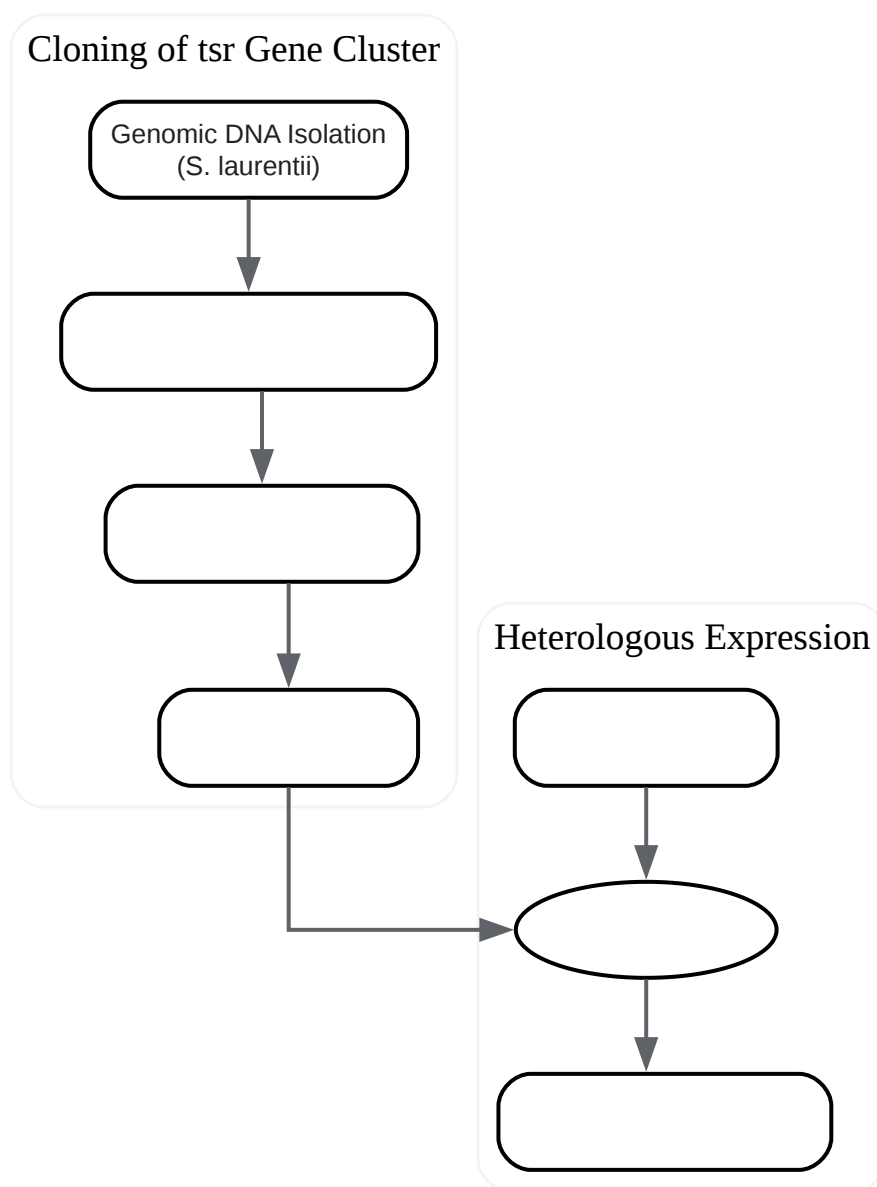 Cloning of tsr Gene Cluster
Genomic DNA Isolation
(S. laurentii)
Heterologous Expression